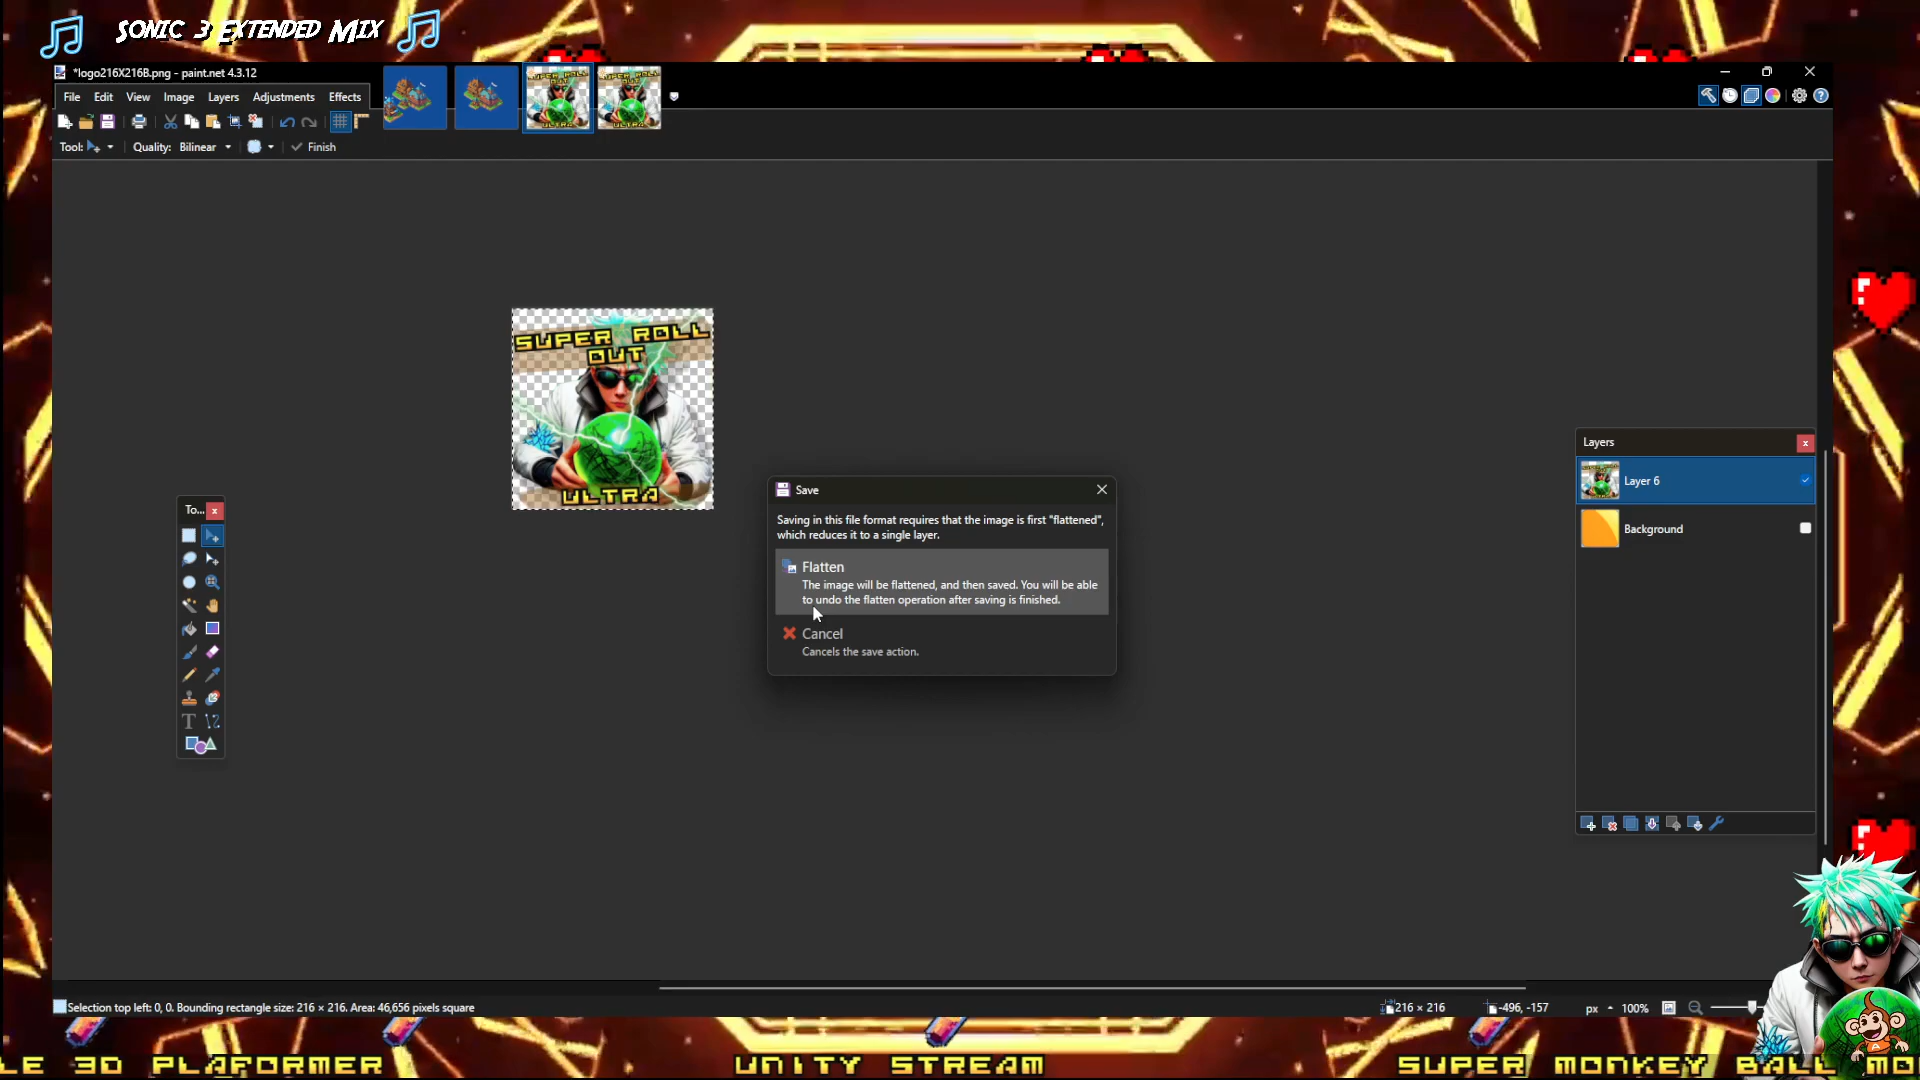 Sonic 3 Extended Mix
*logo216X216B.png - paint.net 4.3.12
File Edit View Image Layers Adjustments Effects
Tool: Quality: Bilinear Finish
SUPER ROLL
OUT
ULTRA
To...
Save
Saving in this file format requires that the image is first "flattened",
which reduces it to a single layer.
Flatten
The image will be flattened, and then saved. You will be able
to undo the flatten operation after saving is finished.
Cancel
Cancels the save action.
Layers
Layer 6
Background
Selection top left: 0, 0. Bounding rectangle size: 216 × 216. Area: 46,656 pixels square
216 × 216 -496, -157 px 100%
LE 3D PLAFORMER UNITY STREAM SUPER MONKEY BALL MO